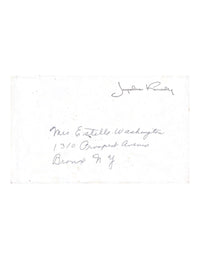 Mrs Estelle Washington
1310 Prospect Avenue
Bronx N Y